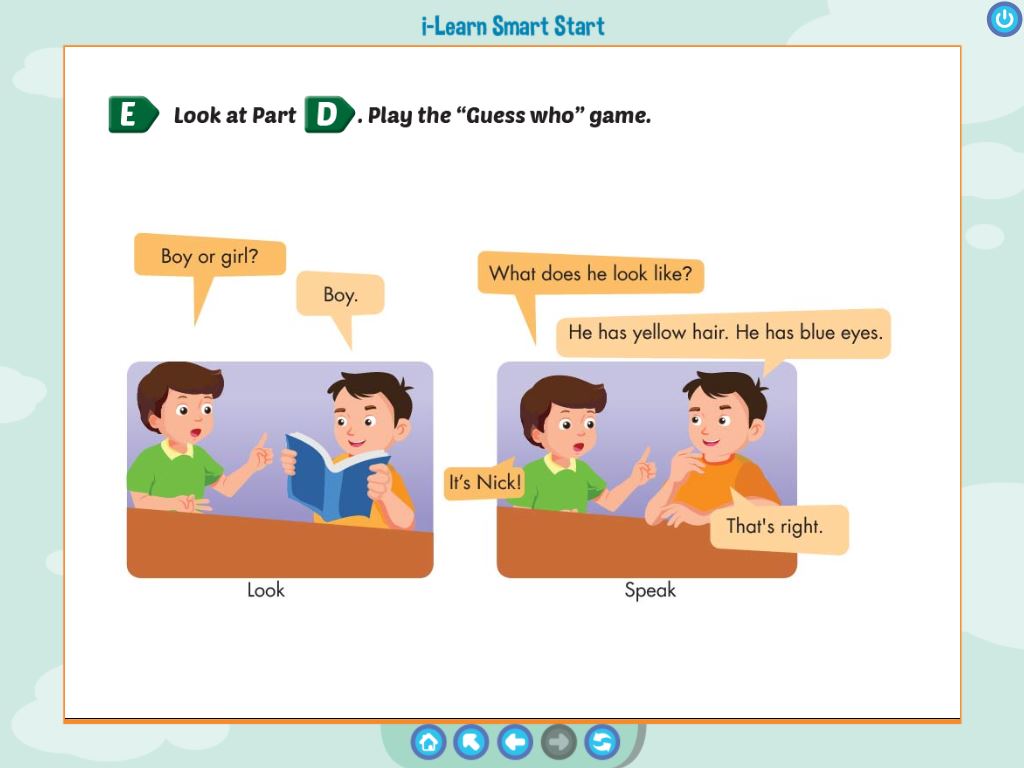 i-Learn Smart Start
E Look at Part D. Play the “Guess who” game.
Boy or girl?
Boy.
Look
What does he look like?
He has yellow hair. He has blue eyes.
It's Nick!
That's right.
Speak